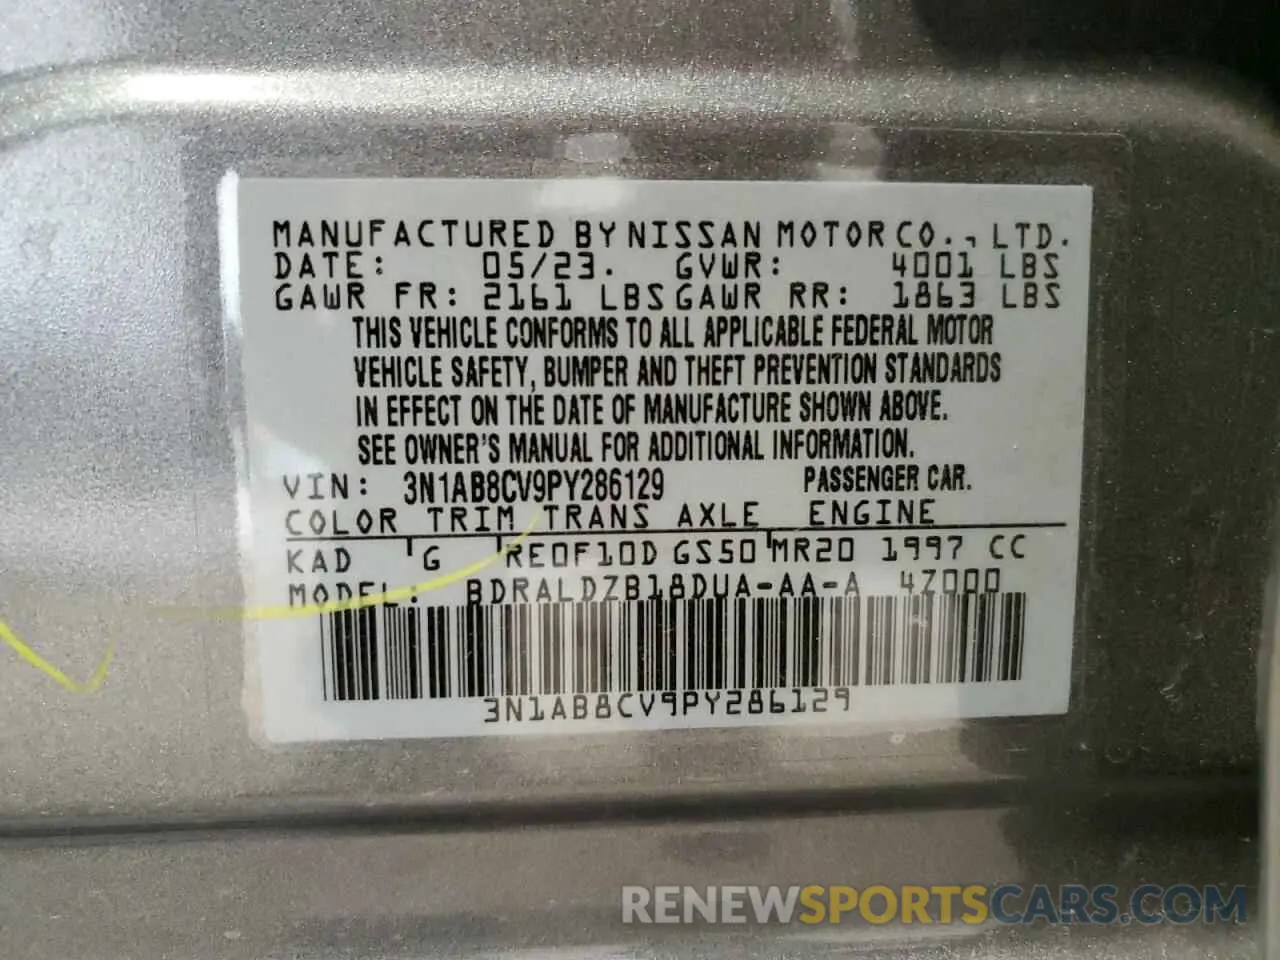 MANUFACTURED BY NISSAN MOTOR CO., LTD.
DATE: 05/23. GVWR: 4001 LBS
GAWR FR: 2161 LBS GAWR RR: 1863 LBS
THIS VEHICLE CONFORMS TO ALL APPLICABLE FEDERAL MOTOR
VEHICLE SAFETY, BUMPER AND THEFT PREVENTION STANDARDS
IN EFFECT ON THE DATE OF MANUFACTURE SHOWN ABOVE.
SEE OWNER'S MANUAL FOR ADDITIONAL INFORMATION.
VIN: 3N1AB8CV9PY286129 PASSENGER CAR.
COLOR TRIM TRANS AXLE ENGINE
KAD G RE0F10D GS50 MR20 1997 CC
MODEL: BDRALDZB18DUA-AA-A 4Z000
3N1AB8CV9PY286129
RENEWSPORTSCARS.COM